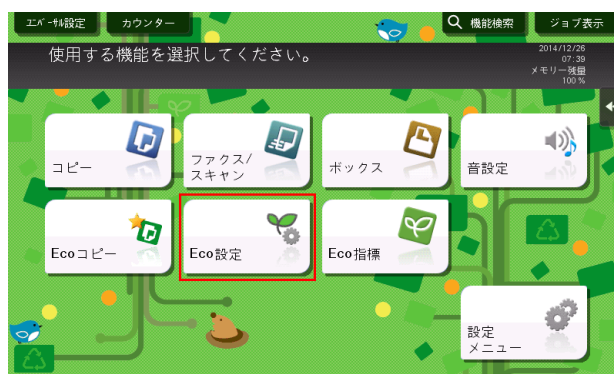 ユニバーサル設定
カウンター
機能検索
ジョブ表示
使用する機能を選択してください。
2014/12/26
07:39
メモリー残量
100 %
コピー
ファクス/
スキャン
ボックス
音設定
Ecoコピー
Eco設定
Eco指標
設定
メニュー